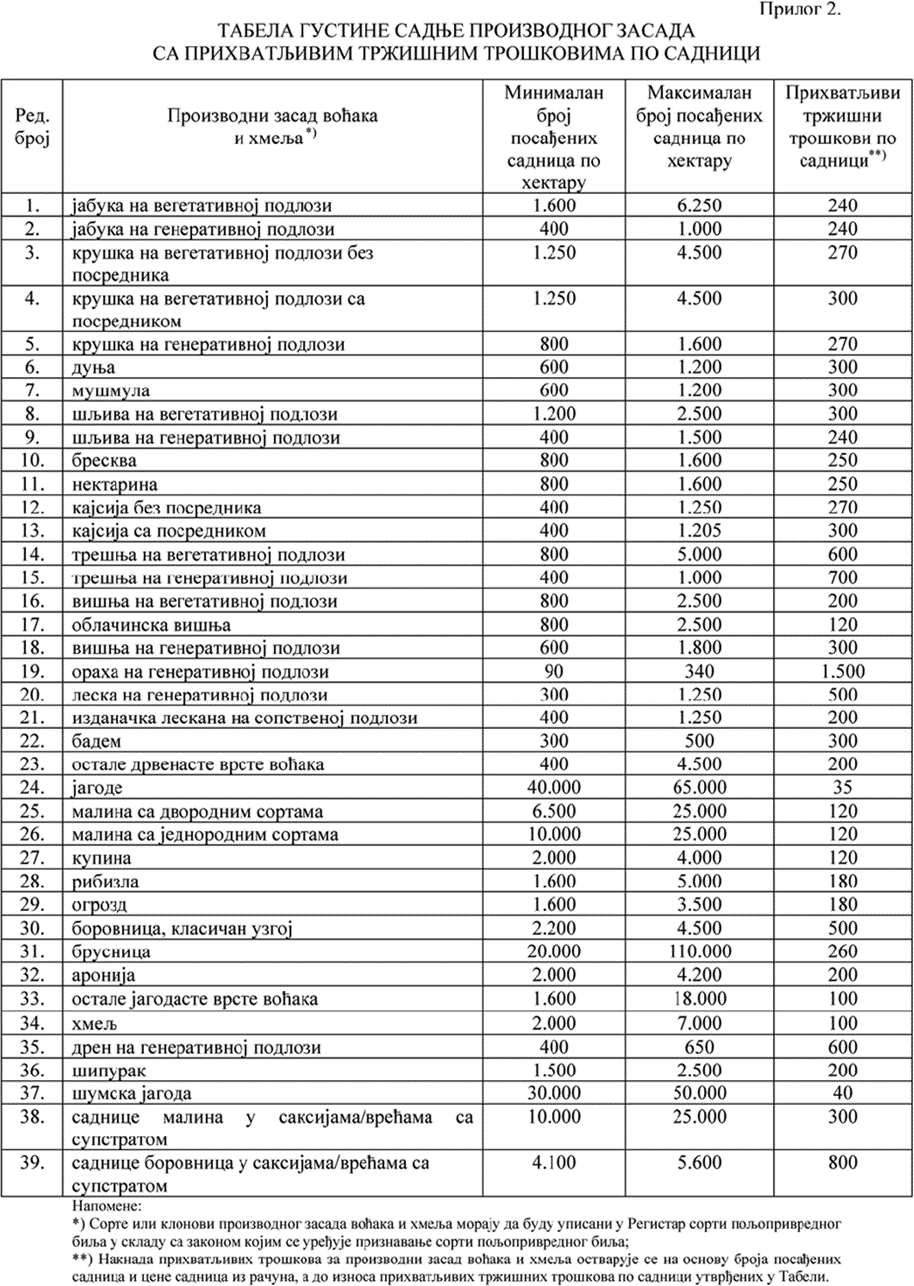 Прилог 2.
ТАБЕЛА ГУСТИНЕ САДЊЕ ПРОИЗВОДНОГ ЗАСАДА
СА ПРИХВАТЉИВИМ ТРЖИШНИМ ТРОШКОВИМА ПО САДНИЦИ
Ред. број Производни засад воћака и хмеља *) Минималан број посађених садница по хектару Максималан број посађених садница по хектару Прихватљиви тржишни трошкови по садници**)
1. јабука на вегетативној подлози 1.600 6.250 240
2. јабука на генеративној подлози 400 1.000 240
3. крушка на вегетативној подлози без 1.250 4.500 270
посредника
4. крушка на вегетативној подлози са 1.250 4.500 300
посредником
5. крушка на генеративној подлози 800 1.600 270
6. дуња 600 1.200 300
7. мушмула 600 1.200 300
8. шљива на вегетативној подлози 1.200 2.500 300
9. шљива на генеративној подлози 400 1.500 240
10. бресква 800 1.600 250
11. нектарина 800 1.600 250
12. кајсија без посредника 400 1.250 270
13. кајсија са посредником 400 1.205 300
14. трешња на вегетативној подлози 800 5.000 600
15. трешња на генеративној подлози 400 1.000 700
16. вишња на вегетативној подлози 800 2.500 200
17. облачинска вишња 800 2.500 120
18. вишња на генеративној подлози 600 1.800 300
19. ораха на генеративној подлози 90 340 1.500
20. леска на генеративној подлози 300 1.250 500
21. изданачка лескана на сопственој подлози 400 1.250 200
22. бадем 300 500 300
23. остале дрвенасте врсте воћака 400 4.500 200
24. јагоде 40.000 65.000 35
25. малина са двородним сортама 6.500 25.000 120
26. малина са једнородним сортама 10.000 25.000 120
27. купина 2.000 4.000 120
28. рибизла 1.600 5.000 180
29. огрозд 1.600 3.500 180
30. боровница, класичан узгој 2.200 4.500 500
31. брусница 20.000 110.000 260
32. аронија 2.000 4.200 200
33. остале јагодасте врсте воћака 1.600 18.000 100
34. хмељ 2.000 7.000 100
35. дрен на генеративној подлози 400 650 600
36. шипурак 1.500 2.500 200
37. шумска јагода 30.000 50.000 40
38. саднице малина у саксијама/врећама са 10.000 25.000 300
супстратом
39. саднице боровница у саксијама/врећама са 4.100 5.600 800
супстратом
Напомене:
*) Сорте или клонови производног засада воћака и хмеља морају да буду уписани у Регистар сорти пољопривредног
биља у складу са законом којим се уређује признавање сорти пољопривредног биља;
**) Накнада прихватљивих трошкова за производни засад воћака и хмеља остварује се на основу броја посађених
садница и цене садница из рачуна, а до износа прихватљивих тржишних трошкова по садници утврђених у Табели